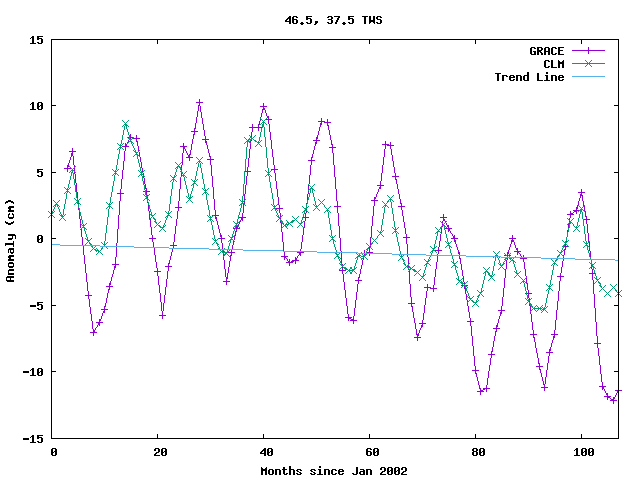 46.5, 37.5 TWS
GRACE
CLM
Trend Line
15
10
5
0
-5
-10
-15
Anomaly (cm)
0 20 40 60 80 100
Months since Jan 2002